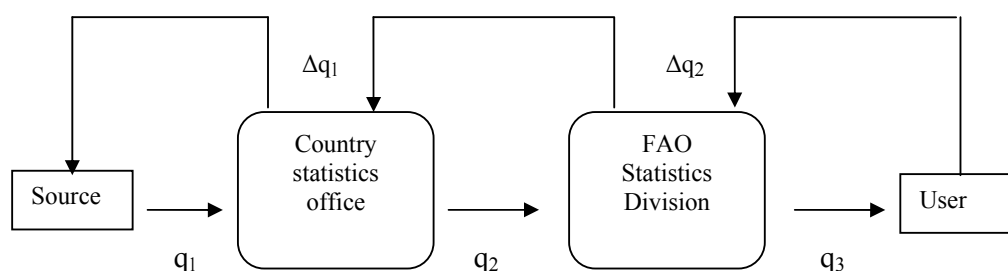 Δq1
Δq2
Source
Country
statistics
office
FAO
Statistics
Division
User
q1
q2
q3